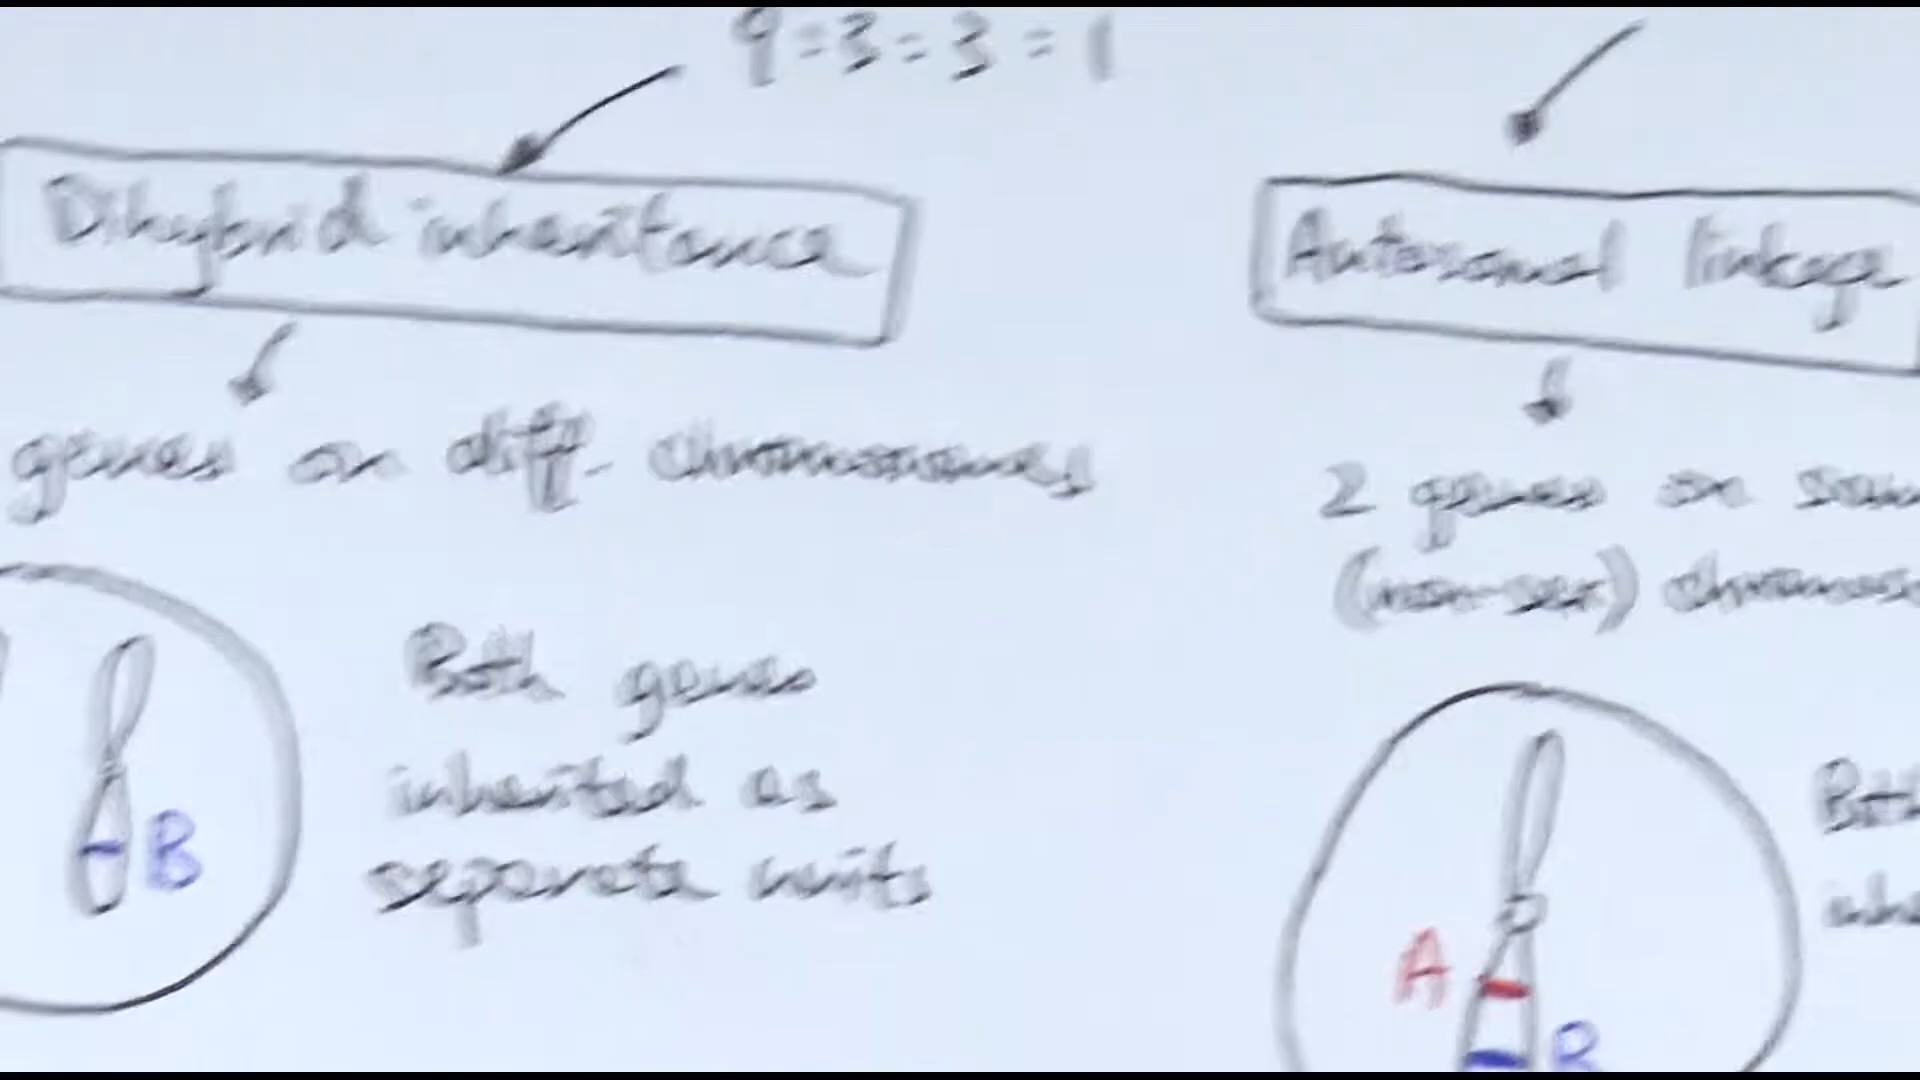 9:3:3:1
Dihybrid inheritance
genes on diff. chromosomes
B
Both genes
inherited as
separate units
Autosomal linkage
2 genes on
(non-sex)
A
B
Both